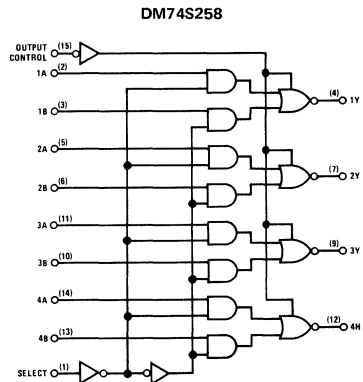 DM74S258
OUTPUT CONTROL (15)
1A (2)
1B (3)
(4) 1Y
2A (5)
2B (6)
(7) 2Y
3A (11)
3B (10)
(9) 3Y
4A (14)
4B (13)
(12) 4H
SELECT (1)